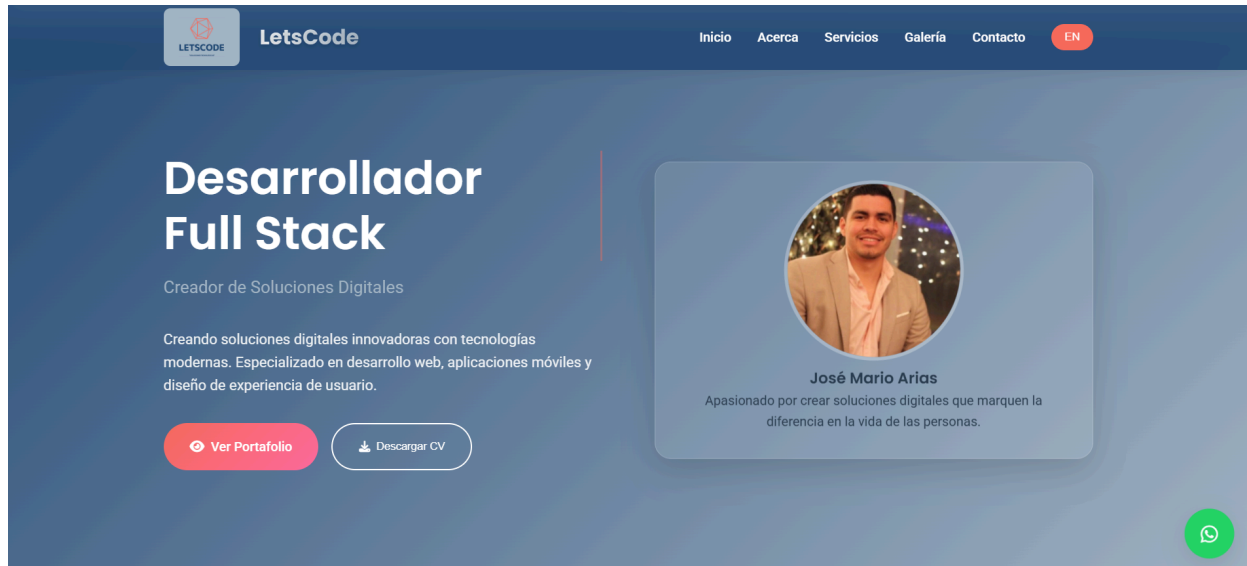 LETSCODE
LetsCode
Inicio Acerca Servicios Galería Contacto EN
Desarrollador
Full Stack
Creador de Soluciones Digitales
Creando soluciones digitales innovadoras con tecnologías
modernas. Especializado en desarrollo web, aplicaciones móviles y
diseño de experiencia de usuario.
Ver Portafolio
Descargar CV
José Mario Arias
Apasionado por crear soluciones digitales que marquen la
diferencia en la vida de las personas.